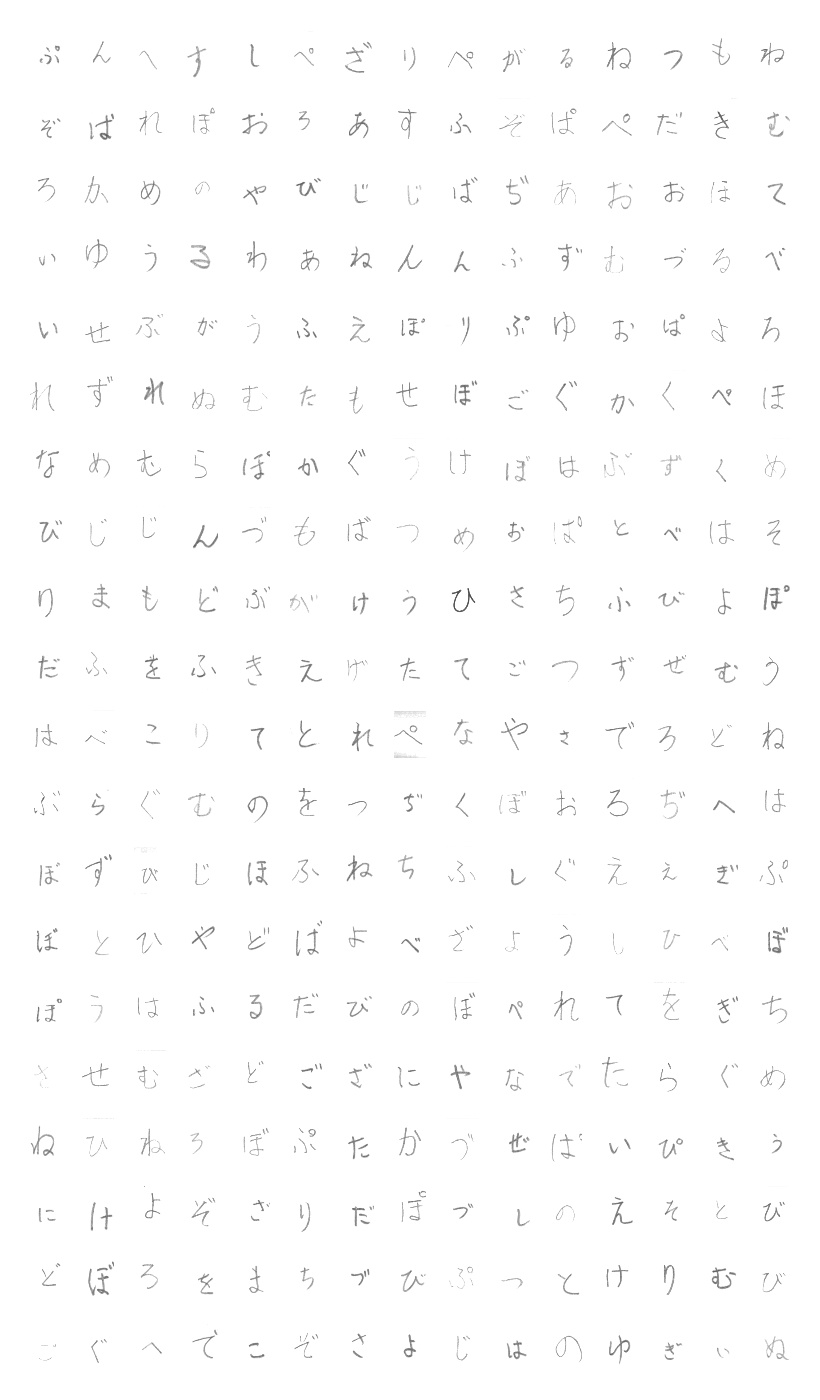 ぷんへすしぺざりぺがるねつもね
ぞばれぽおろあすふぞぱぺだきむ
ろかめのやびじじばぢあおおほて
いゆうるわあねんんふずむづるべ
いせぶがうふえぽりぷゆおぱよろ
れずれぬむたもせぼごぐかくぺほ
なめむらぽかぐうけぼはぶずくめ
びじじんづもばつめおぱとべはそ
りまもどぶがけうひさちふびよぽ
だふをふきえげたてごつずぜむう
はべこりてとれぺなやさでろどね
ぶらぐむのをつぢくぼおろぢへは
ぽずびじほふねちふしぐええぎぷ
ぼとひやどばよべざようしひべぼ
ぽうはふるだびのぼぺれてをぎち
させむざどござにやなでたらぐめ
ねひねろぼぷたかづぜばいぴきう
にけよぞざりだぽづしのえそとび
どぼろをまちづびぷつとけりむび
ごぐへでこぞさよじはのゆぎいぬ